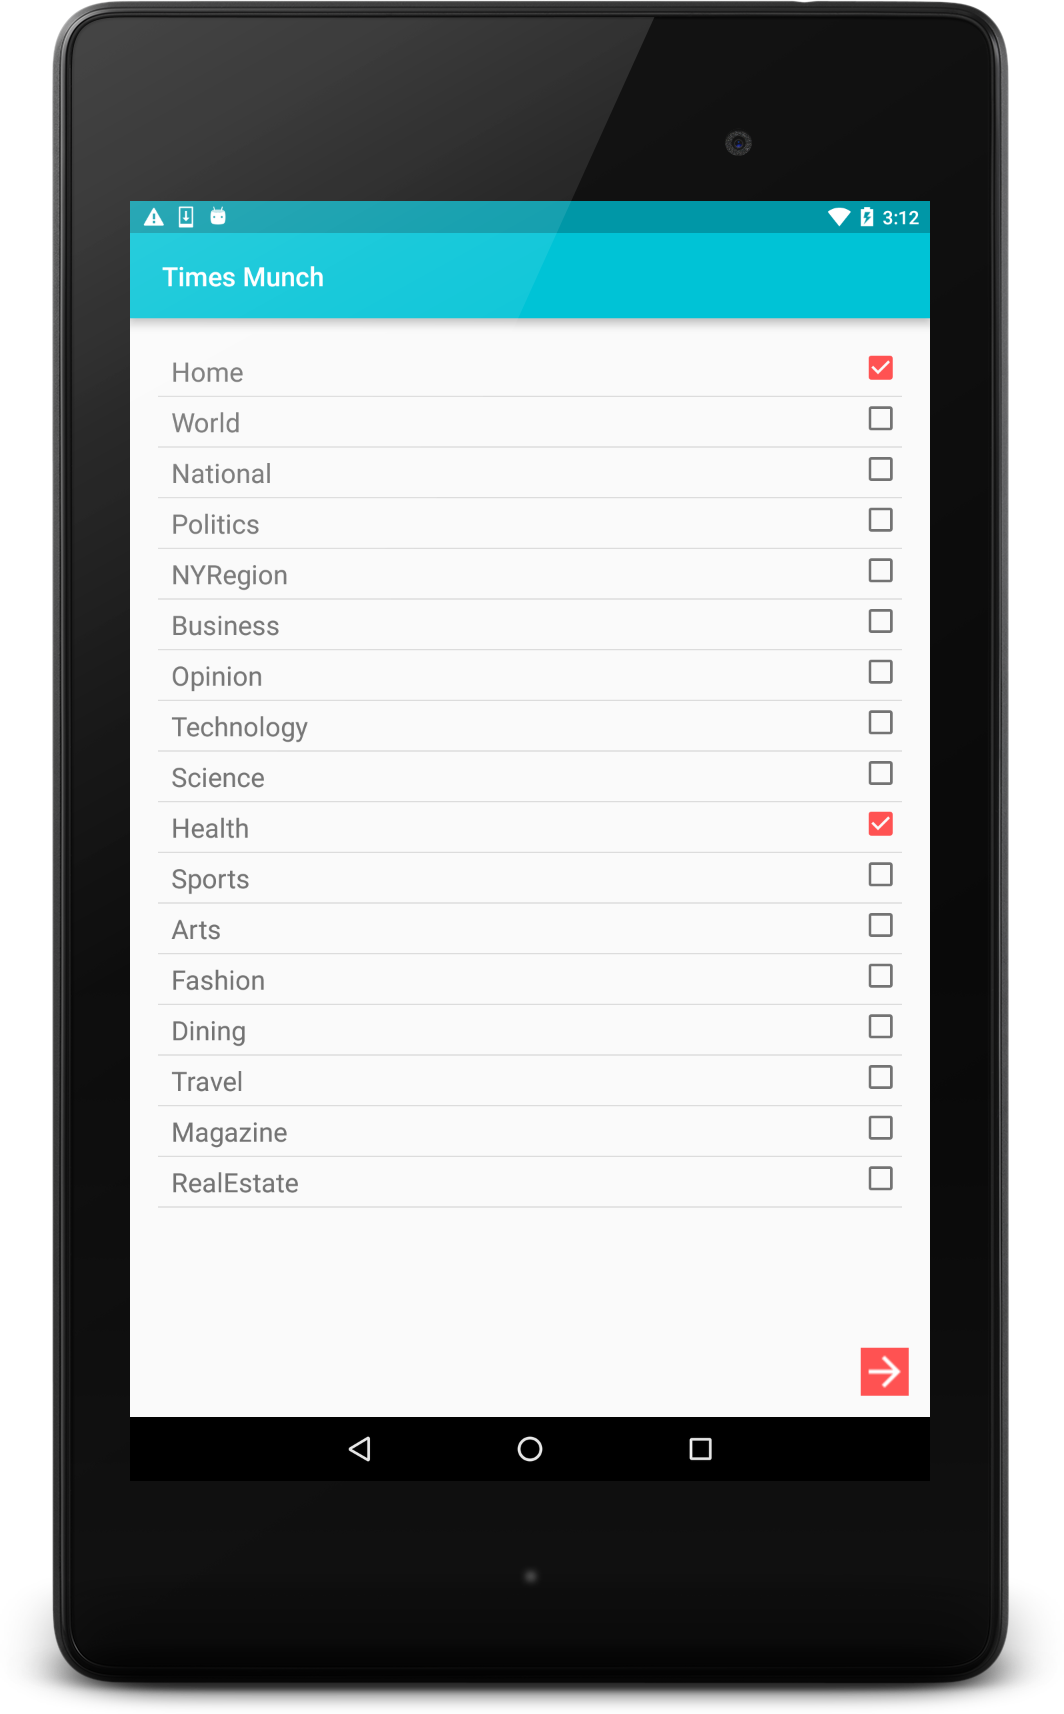 3:12
Times Munch
Home
World
National
Politics
NYRegion
Business
Opinion
Technology
Science
Health
Sports
Arts
Fashion
Dining
Travel
Magazine
RealEstate